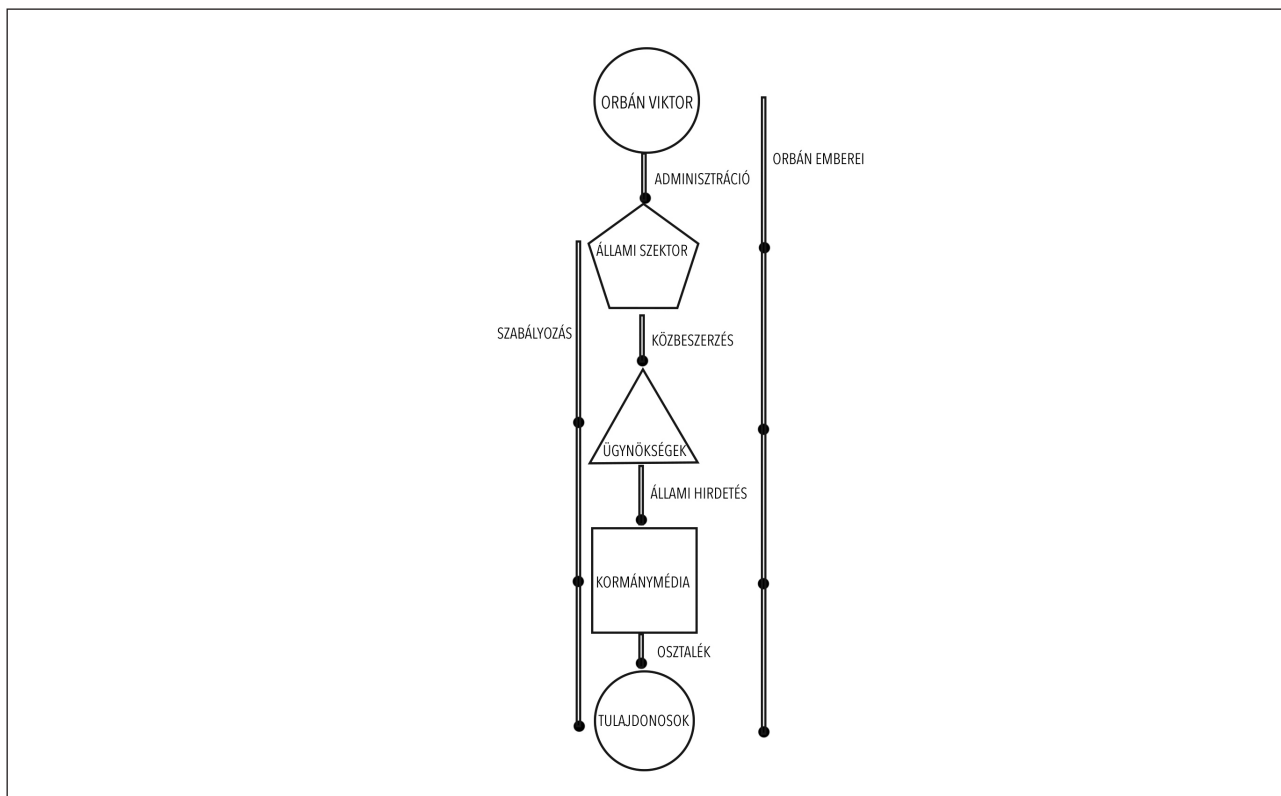 ORBÁN VIKTOR
ORBÁN EMBEREI
ADMINISZTRÁCIÓ
ÁLLAMI SZEKTOR
SZABÁLYOZÁS
KÖZBESZERZÉS
ÜGYNÖKSÉGEK
ÁLLAMI HIRDETÉS
KORMÁNYMÉDIA
OSZTALÉK
TULAJDONOSOK